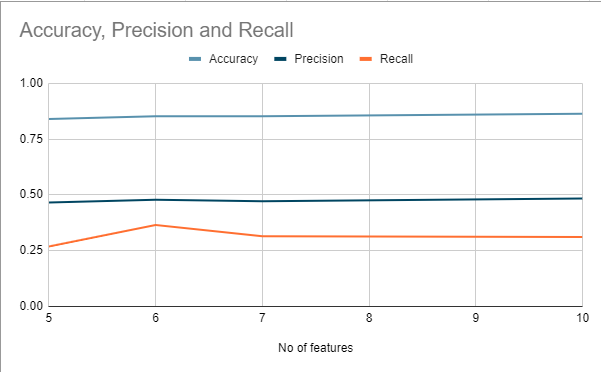 Accuracy, Precision and Recall
Accuracy Precision Recall
1.00
0.75
0.50
0.25
0.00
5 6 7 8 9 10
No of features